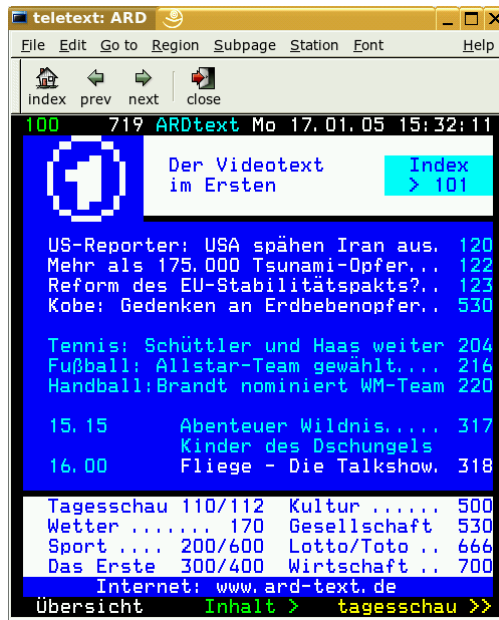 teletext: ARD
File Edit Go to Region Subpage Station Font Help
index prev next close
100 719 ARDtext Mo 17.01.05 15:32:11
1
Der Videotext Index
im Ersten > 101
US-Reporter: USA spähen Iran aus. 120
Mehr als 175.000 Tsunami-Opfer... 122
Reform des EU-Stabilitätspakts?.. 123
Kobe: Gedenken an Erdbebenopfer.. 530
Tennis: Schüttler und Haas weiter 204
Fußball: Allstar-Team gewählt.... 216
Handball:Brandt nominiert WM-Team 220
15.15 Abenteuer Wildnis..... 317
Kinder des Dschungels
16.00 Fliege - Die Talkshow. 318
Tagesschau 110/112 Kultur ...... 500
Wetter ....... 170 Gesellschaft 530
Sport .... 200/600 Lotto/Toto .. 666
Das Erste 300/400 Wirtschaft .. 700
Internet: www.ard-text.de
Übersicht Inhalt > tagesschau >>